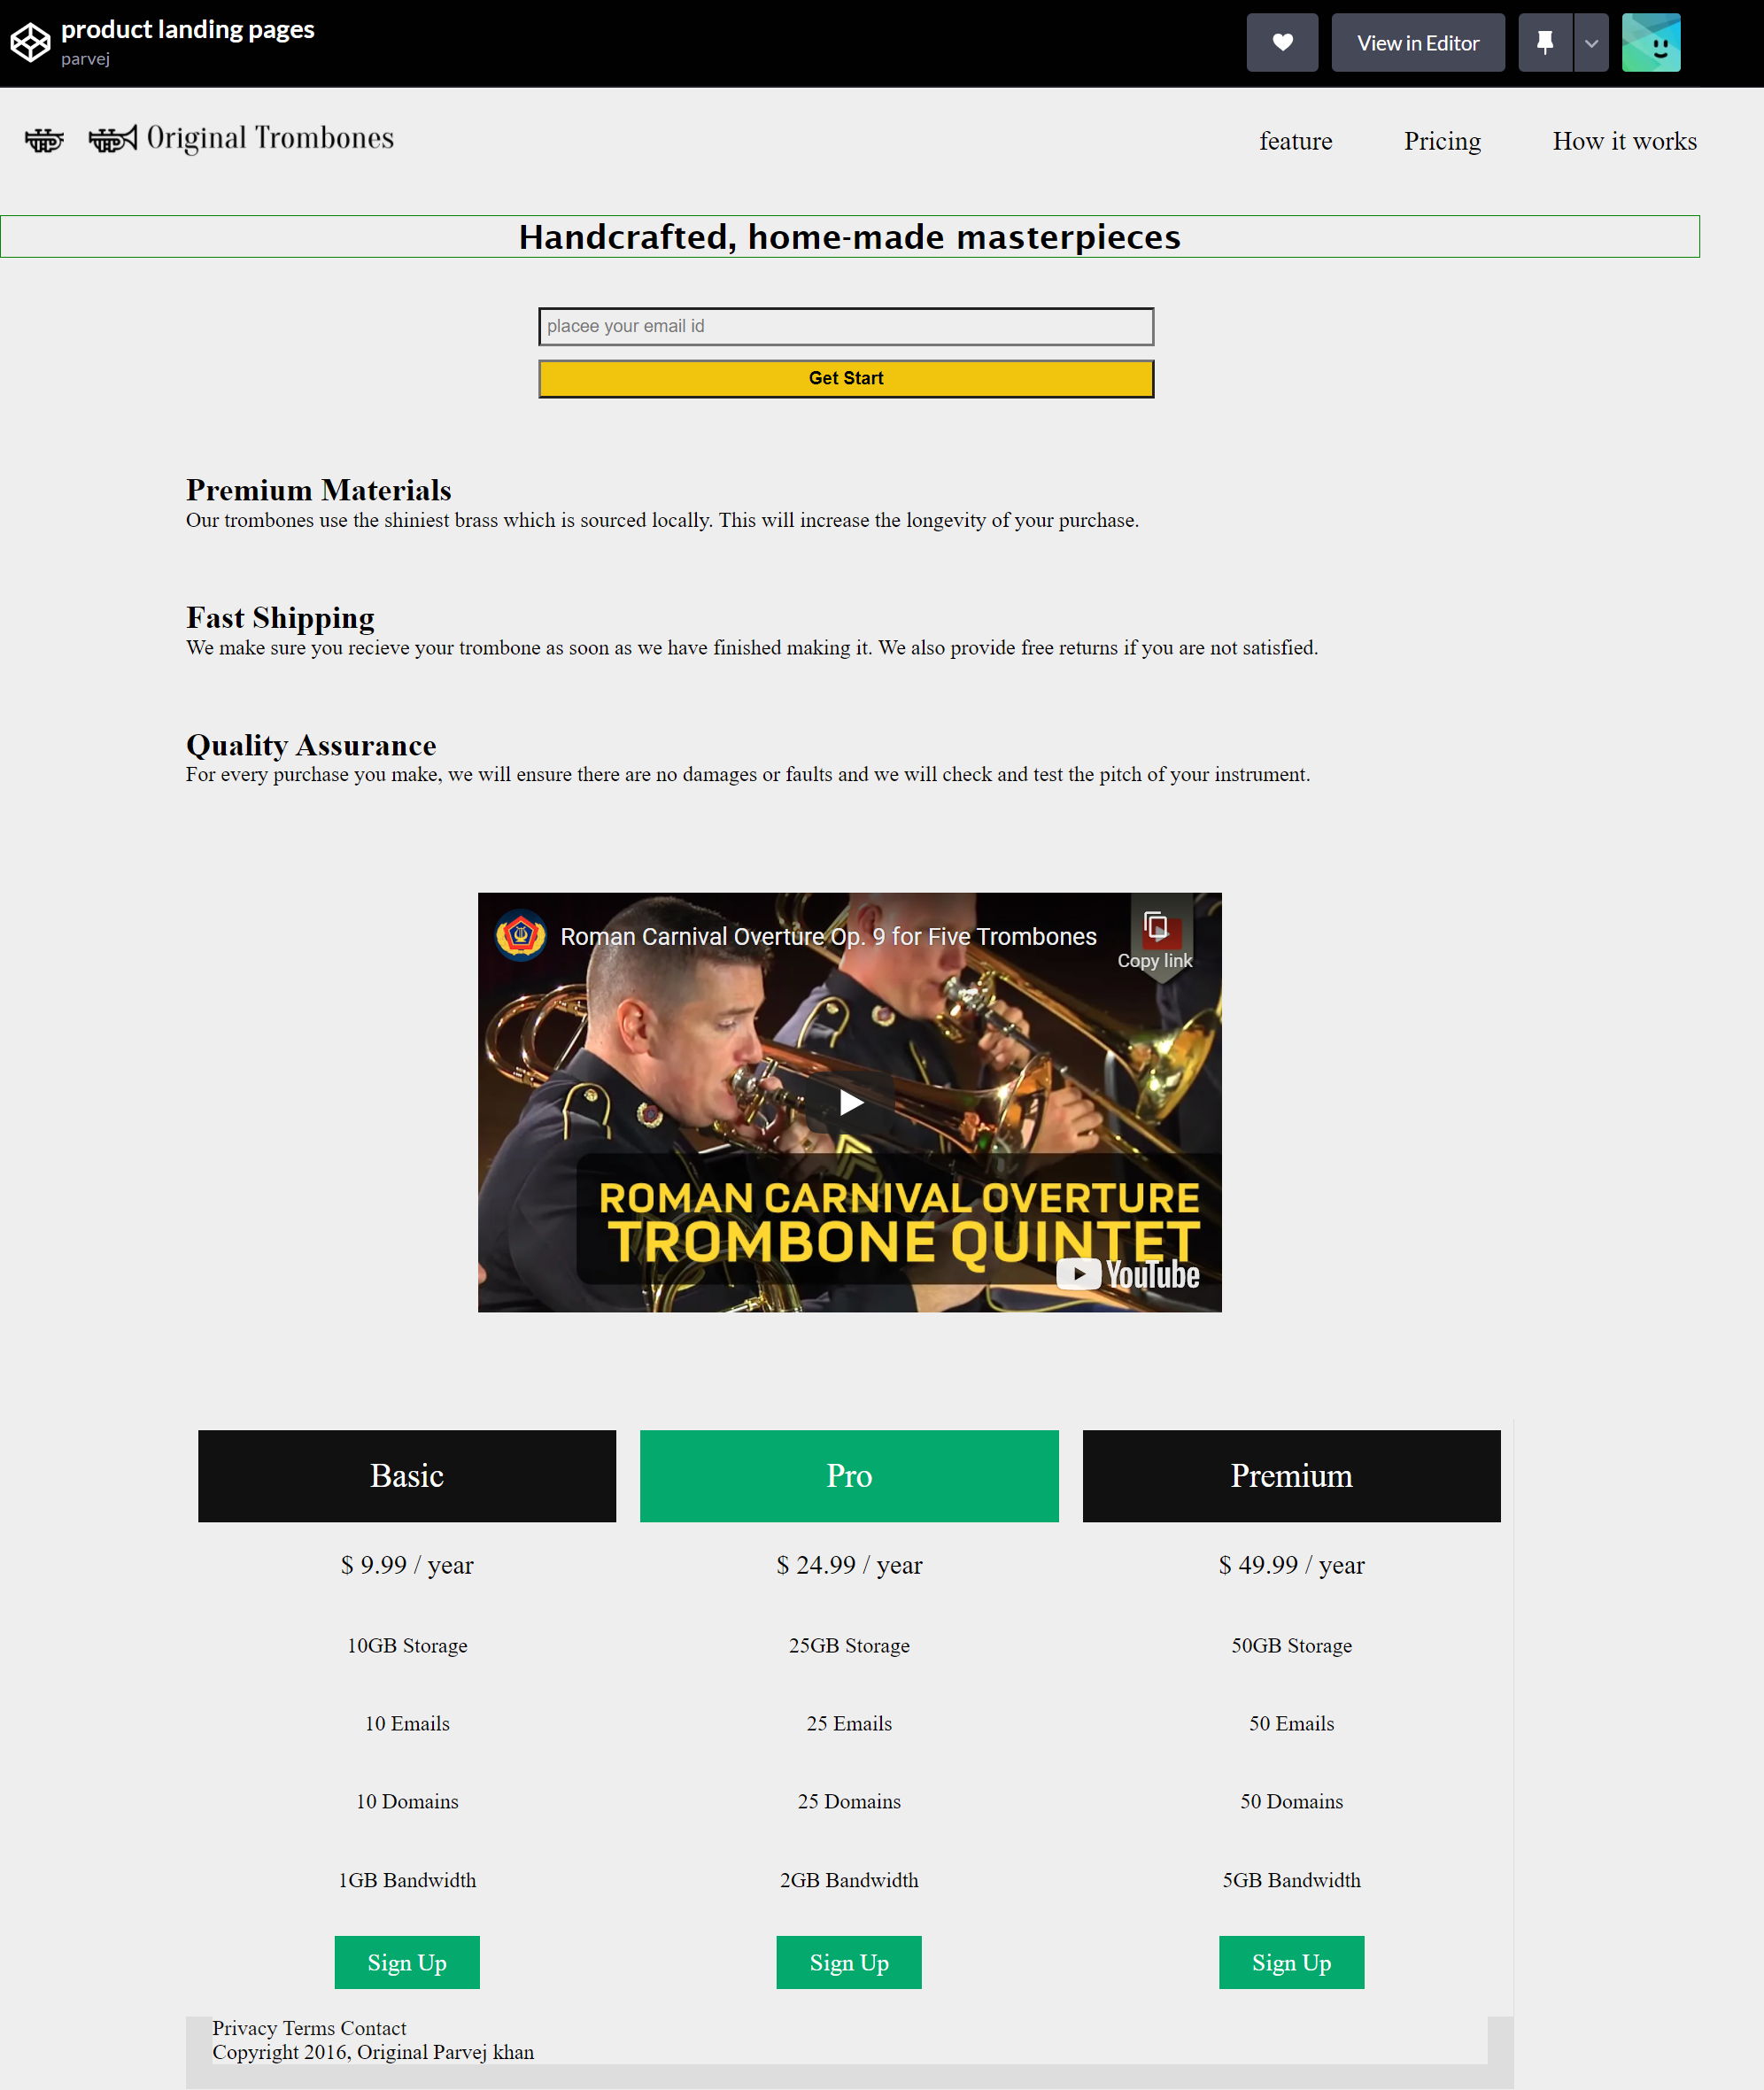 product landing pages
parvej
View in Editor
Original Trombones
feature
Pricing
How it works
Handcrafted, home-made masterpieces
placee your email id
Get Start
Premium Materials
Our trombones use the shiniest brass which is sourced locally. This will increase the longevity of your purchase.
Fast Shipping
We make sure you recieve your trombone as soon as we have finished making it. We also provide free returns if you are not satisfied.
Quality Assurance
For every purchase you make, we will ensure there are no damages or faults and we will check and test the pitch of your instrument.
Roman Carnival Overture Op. 9 for Five Trombones
Copy link
ROMAN CARNIVAL OVERTURE
TROMBONE QUINTET
YouTube
Basic
Pro
Premium
$ 9.99 / year
$ 24.99 / year
$ 49.99 / year
10GB Storage
25GB Storage
50GB Storage
10 Emails
25 Emails
50 Emails
10 Domains
25 Domains
50 Domains
1GB Bandwidth
2GB Bandwidth
5GB Bandwidth
Sign Up
Sign Up
Sign Up
Privacy Terms Contact
Copyright 2016, Original Parvej khan